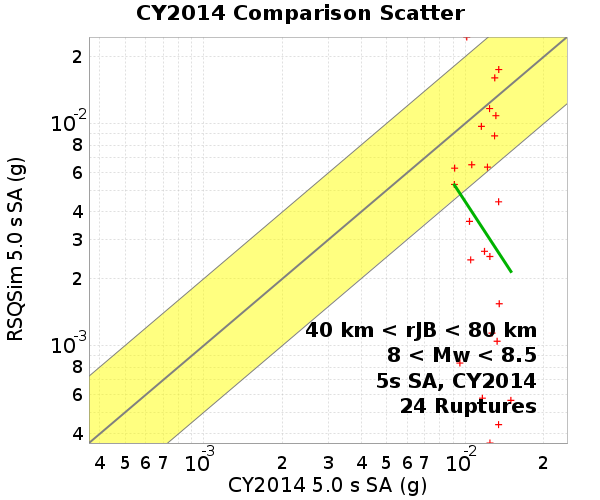 CY2014 Comparison Scatter
RSQSim 5.0 s SA (g)
2
10-2
8
6
4
3
2
10-3
8
6
4
40 km < rJB < 80 km
8 < Mw < 8.5
5s SA, CY2014
24 Ruptures
4 5 6 7 10-3 2 3 4 5 6 7 10-2 2
CY2014 5.0 s SA (g)